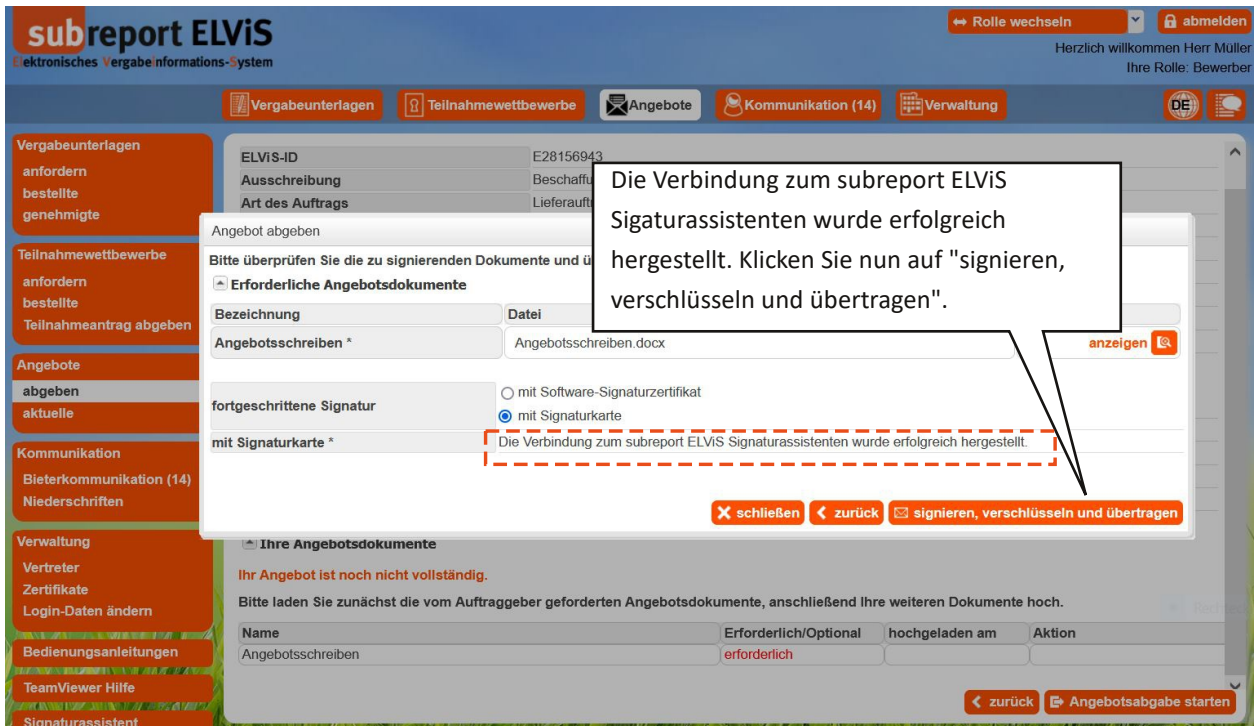 subreport ELViS
Elektronisches VergabeInformations-System
Rolle wechseln
abmelden
Herzlich willkommen Herr Müller
Ihre Rolle: Bewerber
Vergabeunterlagen
Teilnahmewettbewerbe
Angebote
Kommunikation (14)
Verwaltung
DE
Vergabeunterlagen
anfordern
bestellte
genehmigte
Teilnahmewettbewerbe
anfordern
bestellte
Teilnahmeantrag abgeben
Angebote
abgeben
aktuelle
Kommunikation
Bieterkommunikation (14)
Niederschriften
Verwaltung
Vertreter
Zertifikate
Login-Daten ändern
Bedienungsanleitungen
TeamViewer Hilfe
Signaturassistent
ELViS-ID E28156943
Ausschreibung
Art des Auftrags
Die Verbindung zum subreport ELViS
Sigaturassistenten wurde erfolgreich
hergestellt. Klicken Sie nun auf "signieren,
verschlüsseln und übertragen".
Angebot abgeben
Bitte überprüfen Sie die zu signierenden Dokumente und
Erforderliche Angebotsdokumente
Bezeichnung Datei
Angebotsschreiben * Angebotsschreiben.docx anzeigen
fortgeschrittene Signatur
mit Software-Signaturzertifikat
mit Signaturkarte
mit Signaturkarte * Die Verbindung zum subreport ELViS Signaturassistenten wurde erfolgreich hergestellt.
schließen zurück signieren, verschlüsseln und übertragen
Ihre Angebotsdokumente
Ihr Angebot ist noch nicht vollständig.
Bitte laden Sie zunächst die vom Auftraggeber geforderten Angebotsdokumente, anschließend Ihre weiteren Dokumente hoch.
Name Erforderlich/Optional hochgeladen am Aktion
Angebotsschreiben erforderlich
zurück Angebotsabgabe starten